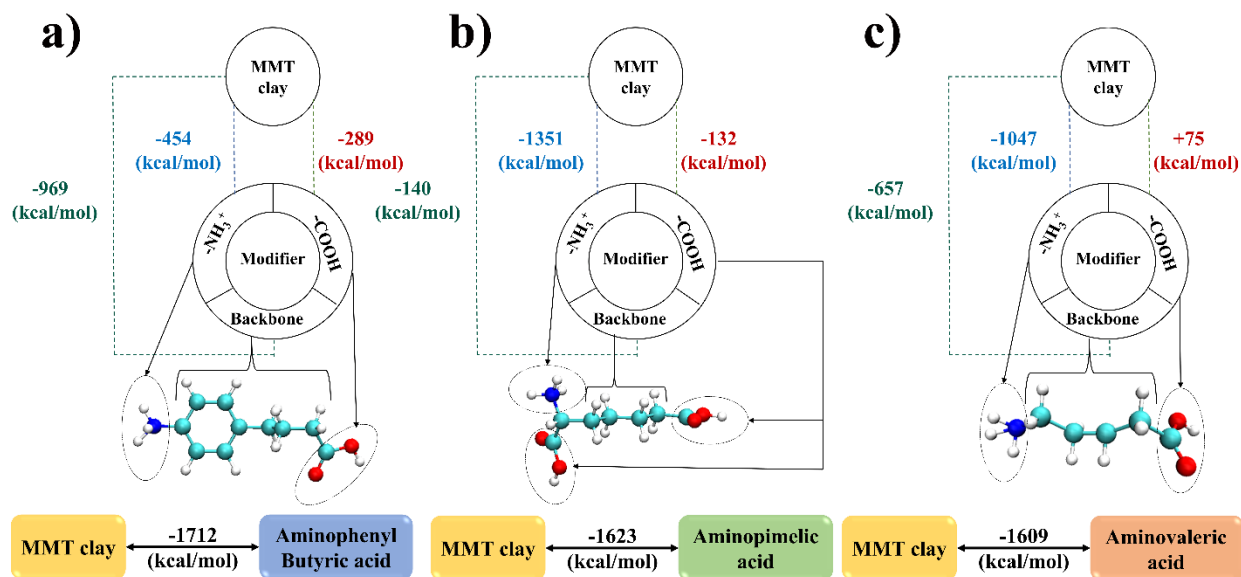 a)
MMT
clay
-454
(kcal/mol)
-289
(kcal/mol)
-969
(kcal/mol)
-NH3+
-COOH
Modifier
Backbone
MMT clay
-1712
(kcal/mol)
Aminophenyl
Butyric acid
b)
MMT
clay
-1351
(kcal/mol)
-132
(kcal/mol)
-140
(kcal/mol)
-NH3+
-COOH
Modifier
Backbone
MMT clay
-1623
(kcal/mol)
Aminopimelic
acid
c)
MMT
clay
-1047
(kcal/mol)
+75
(kcal/mol)
-657
(kcal/mol)
-NH3+
-COOH
Modifier
Backbone
MMT clay
-1609
(kcal/mol)
Aminovaleric
acid